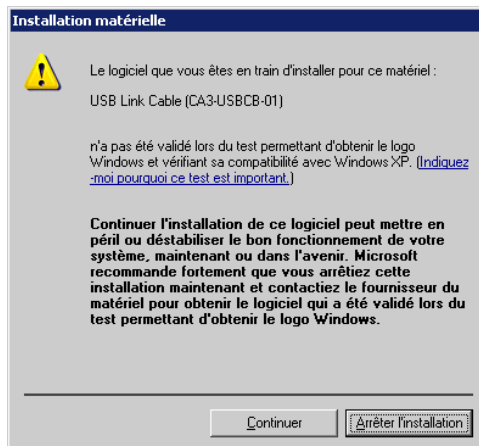 Installation matérielle
Le logiciel que vous êtes en train d'installer pour ce matériel :
USB Link Cable (CA3-USBCB-01)
n'a pas été validé lors du test permettant d'obtenir le logo
Windows et vérifiant sa compatibilité avec Windows XP. (Indiquez
-moi pourquoi ce test est important.)
Continuer l'installation de ce logiciel peut mettre en
péril ou déstabiliser le bon fonctionnement de votre
système, maintenant ou dans l'avenir. Microsoft
recommande fortement que vous arrêtiez cette
installation maintenant et contactiez le fournisseur du
matériel pour obtenir le logiciel qui a été validé lors du
test permettant d'obtenir le logo Windows.
Continuer
Arrêter l'installation